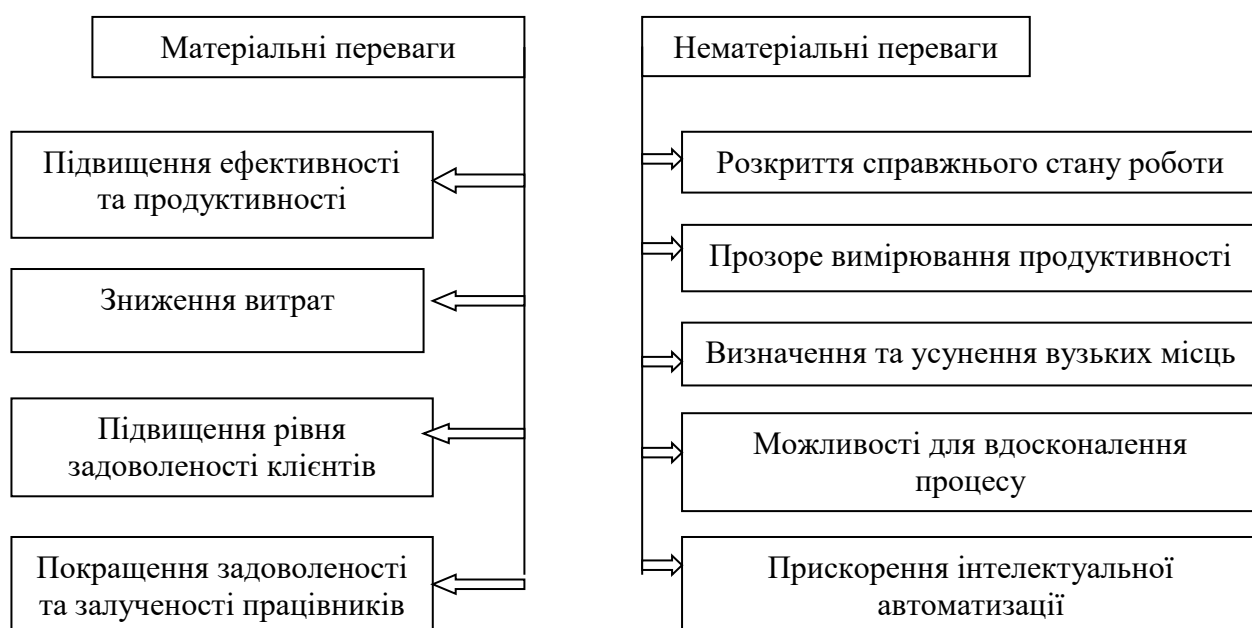 Матеріальні переваги
Підвищення ефективності
та продуктивності
Зниження витрат
Підвищення рівня
задоволеності клієнтів
Покращення задоволеності
та залученості працівників
Нематеріальні переваги
Розкриття справжнього стану роботи
Прозоре вимірювання продуктивності
Визначення та усунення вузьких місць
Можливості для вдосконалення
процесу
Прискорення інтелектуальної
автоматизації